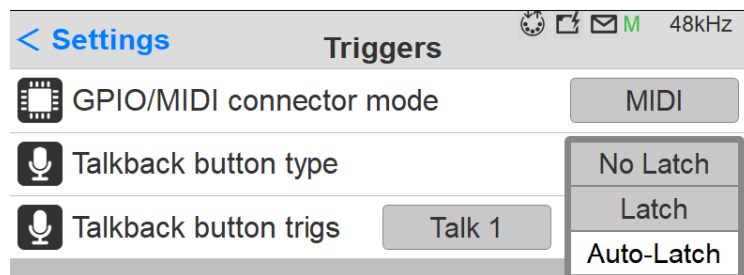 < Settings
Triggers
M 48kHz
GPIO/MIDI connector mode
MIDI
Talkback button type
No Latch
Latch
Auto-Latch
Talkback button trigs
Talk 1